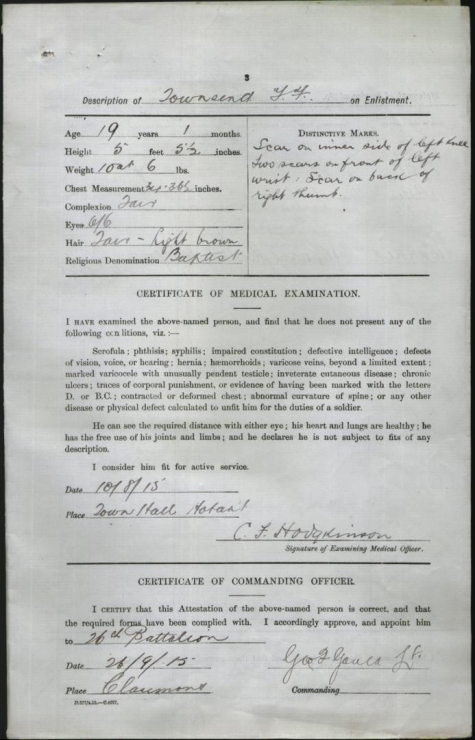 3
Description of Townsend F. F. on Enlistment.
Age 19 years 1 months.
Height 5 feet 5½ inches.
Weight 10 st 6 lbs.
Chest Measurement inches.
Complexion Fair
Eyes 6/6
Hair Fair - Light brown
Religious Denomination Baptist
DISTINCTIVE MARKS.
Scar on inner side of left knee
Two scars on front of left
wrist. Scar on back of
right thumb.
CERTIFICATE OF MEDICAL EXAMINATION.
I HAVE examined the above-named person, and find that he does not present any of the
following conditions, viz. :—
Scrofula; phthisis; syphilis; impaired constitution; defective intelligence; defects
of vision, voice, or hearing; hernia; hæmorrhoids; varicose veins, beyond a limited extent;
marked varicocele with unusually pendent testicle; inveterate cutaneous disease; chronic
ulcers; traces of corporal punishment, or evidence of having been marked with the letters
D. or B.C.; contracted or deformed chest; abnormal curvature of spine; or any other
disease or physical defect calculated to unfit him for the duties of a soldier.
He can see the required distance with either eye; his heart and lungs are healthy; he
has the free use of his joints and limbs; and he declares he is not subject to fits of any
description.
I consider him fit for active service.
Date 10/8/15
Place Town Hall Hobart
C. F. Hodgkinson
Signature of Examining Medical Officer.
CERTIFICATE OF COMMANDING OFFICER.
I CERTIFY that this Attestation of the above-named person is correct, and that
the required forms have been complied with. I accordingly approve, and appoint him
to 26th Battalion
Date 26/9/15
Place Claremont
Commanding